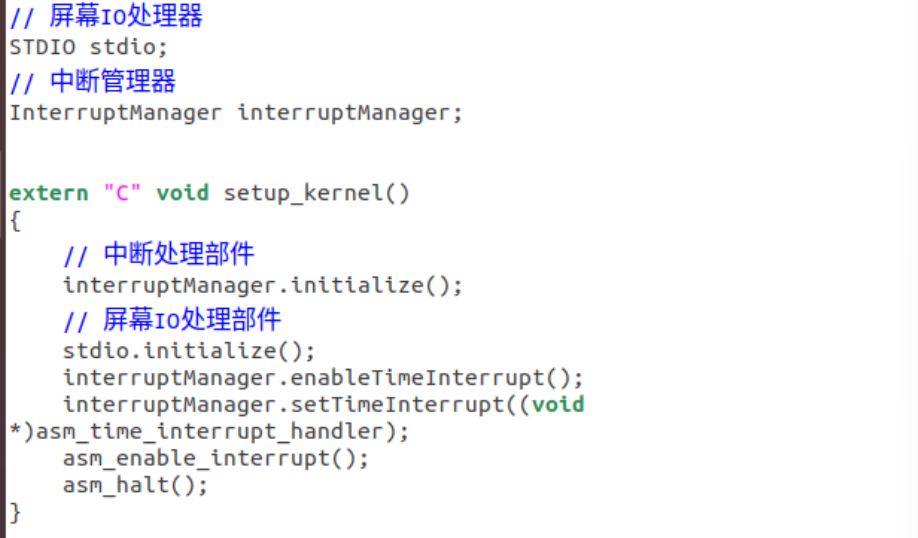 // 屏幕IO处理器
STDIO stdio;
// 中断管理器
InterruptManager interruptManager;
extern "C" void setup_kernel()
{
    // 中断处理部件
    interruptManager.initialize();
    // 屏幕IO处理部件
    stdio.initialize();
    interruptManager.enableTimeInterrupt();
    interruptManager.setTimeInterrupt((void
*)asm_time_interrupt_handler);
    asm_enable_interrupt();
    asm_halt();
}